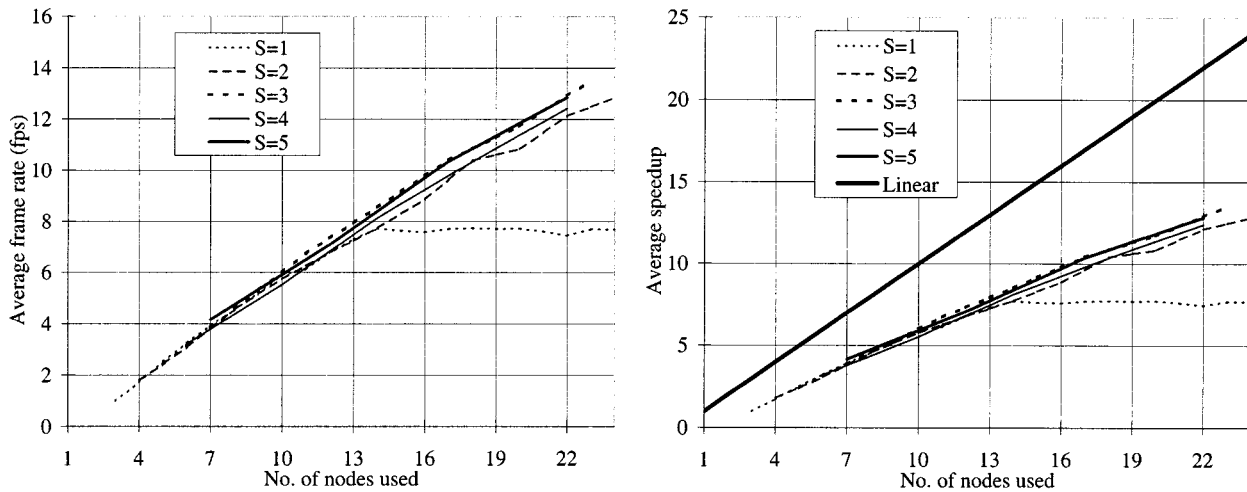 16
14
12
10
8
6
4
2
0
Average frame rate (fps)
S=1
S=2
S=3
S=4
S=5
1 4 7 10 13 16 19 22
No. of nodes used
25
20
15
10
5
0
Average speedup
S=1
S=2
S=3
S=4
S=5
Linear
1 4 7 10 13 16 19 22
No. of nodes used